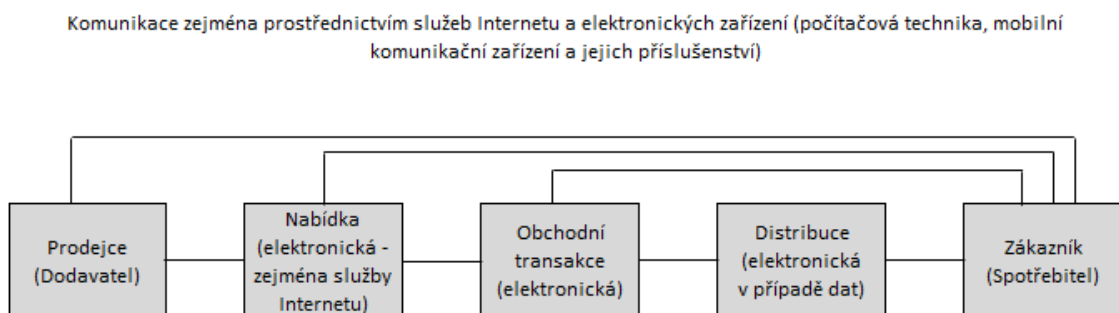 Komunikace zejména prostřednictvím služeb Internetu a elektronických zařízení (počítačová technika, mobilní
komunikační zařízení a jejich příslušenství)
Prodejce
(Dodavatel)
Nabídka
(elektronická -
zejména služby
Internetu)
Obchodní
transakce
(elektronická)
Distribuce
(elektronická
v případě dat)
Zákazník
(Spotřebitel)